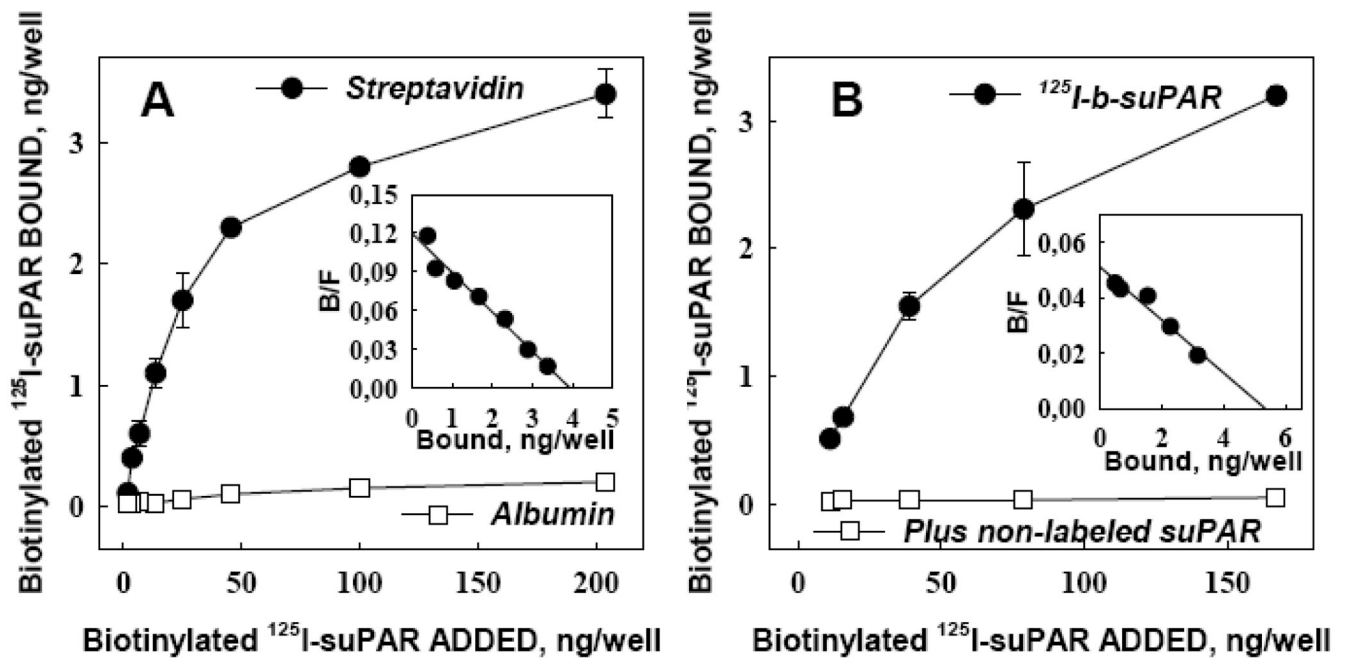 Biotinylated ¹²⁵I-suPAR BOUND, ng/well
A
Streptavidin
3
2
1
0
0,15
0,12
0,09
0,06
0,03
0,00
B/F
0 1 2 3 4 5
Bound, ng/well
Albumin
0 50 100 150 200
Biotinylated ¹²⁵I-suPAR ADDED, ng/well
Biotinylated ¹²⁵I-suPAR BOUND, ng/well
B
¹²⁵I-b-suPAR
3
2
1
0
0,06
0,04
0,02
0,00
B/F
0 2 4 6
Bound, ng/well
Plus non-labeled suPAR
0 50 100 150
Biotinylated ¹²⁵I-suPAR ADDED, ng/well